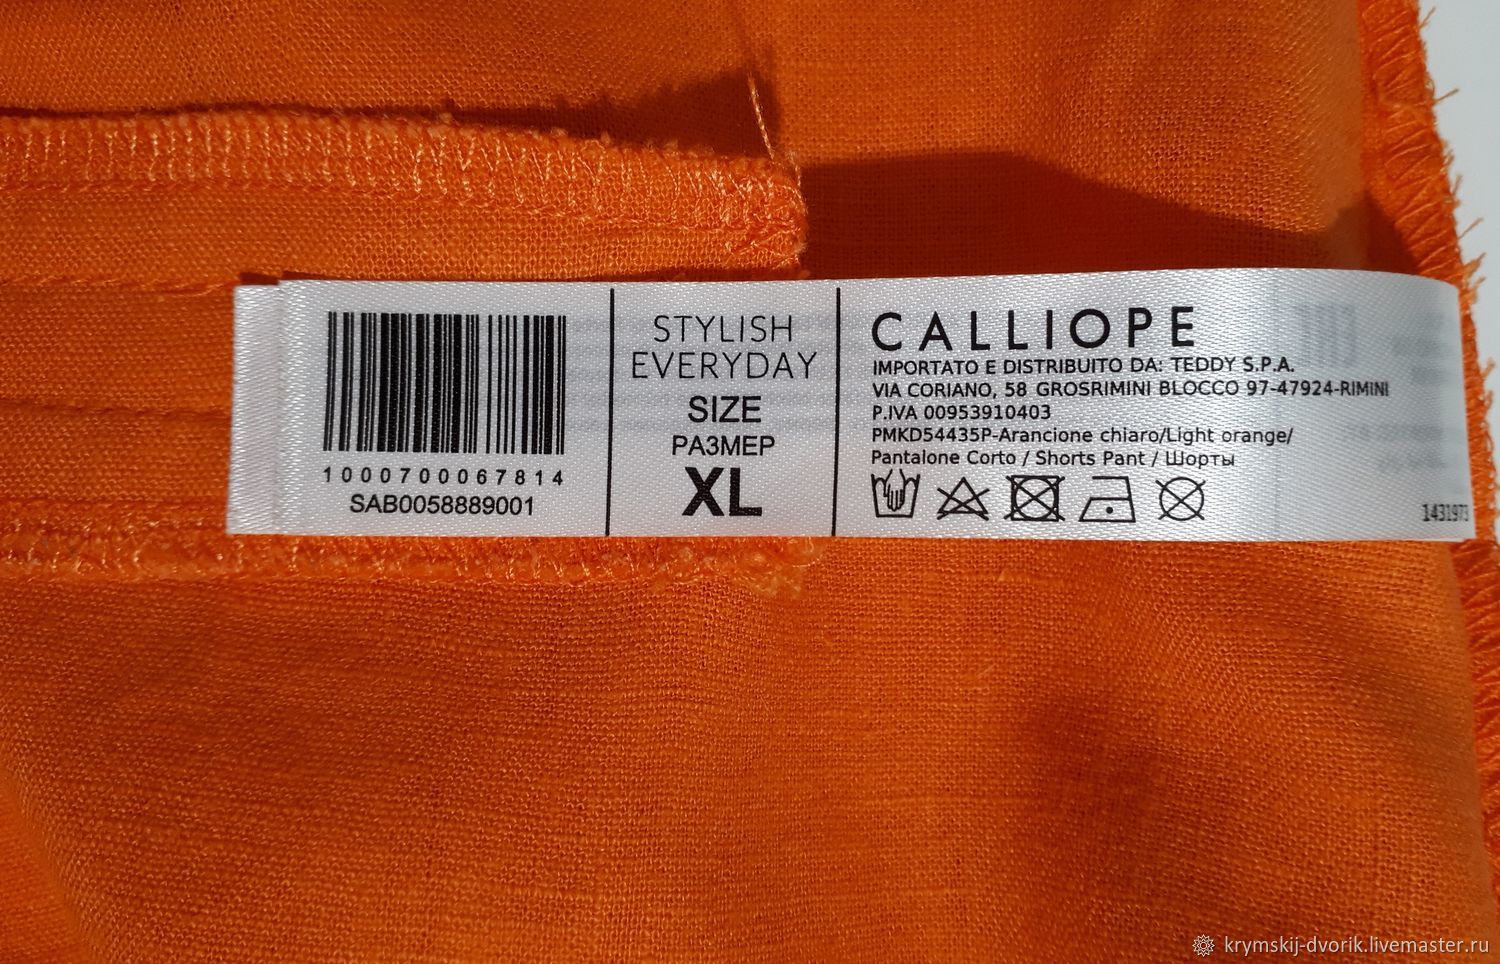 1000700067814
SAB0058889001
STYLISH
EVERYDAY
SIZE
РАЗМЕР
XL
CALLIOPE
IMPORTATO E DISTRIBUITO DA: TEDDY S.P.A.
VIA CORIANO, 58 GROSRIMINI BLOCCO 97-47924-RIMINI
P.IVA 00953910403
PMKD54435P-Arancione chiaro/Light orange/
Pantalone Corto / Shorts Pant / Шорты
1431973
krymskij-dvorik.livemaster.ru